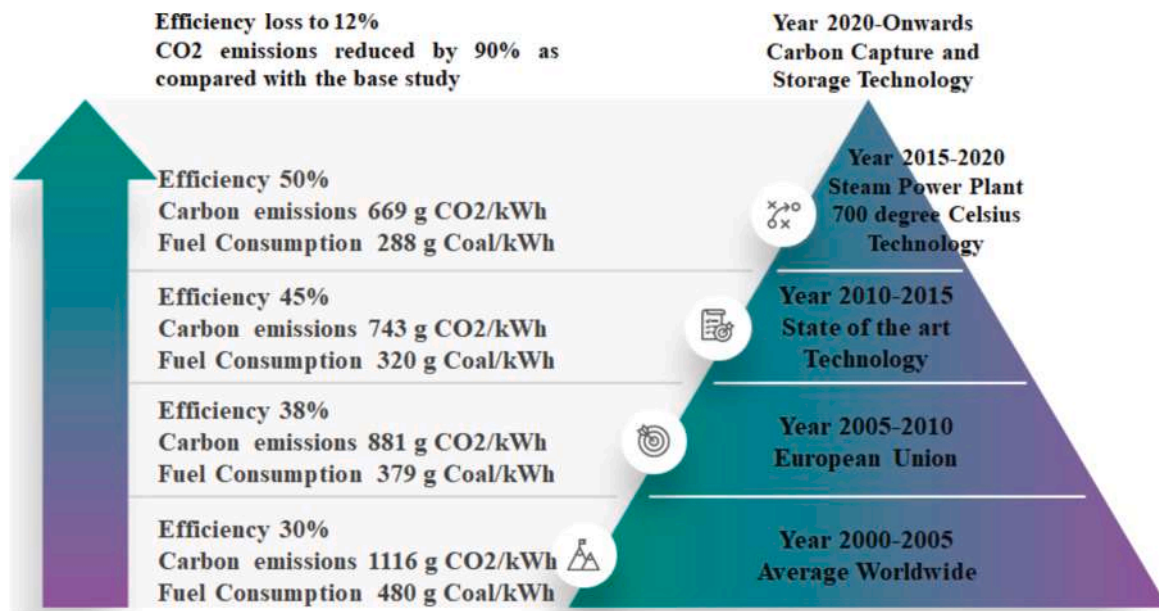 Efficiency loss to 12%
CO2 emissions reduced by 90% as
compared with the base study
Year 2020-Onwards
Carbon Capture and
Storage Technology
Efficiency 50%
Carbon emissions 669 g CO2/kWh
Fuel Consumption 288 g Coal/kWh
Year 2015-2020
Steam Power Plant
700 degree Celsius
Technology
Efficiency 45%
Carbon emissions 743 g CO2/kWh
Fuel Consumption 320 g Coal/kWh
Year 2010-2015
State of the art
Technology
Efficiency 38%
Carbon emissions 881 g CO2/kWh
Fuel Consumption 379 g Coal/kWh
Year 2005-2010
European Union
Efficiency 30%
Carbon emissions 1116 g CO2/kWh
Fuel Consumption 480 g Coal/kWh
Year 2000-2005
Average Worldwide